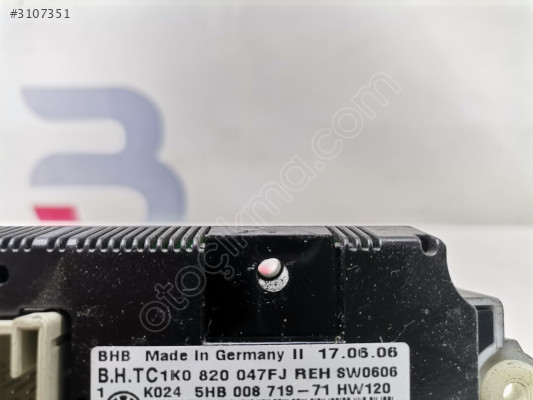 #3107351
otoçıkma.com
BHB Made In Germany II 17.06.06
B.H.TC1K0 820 047FJ REH SW0606
1 K024 5HB 008 719-71 HW120